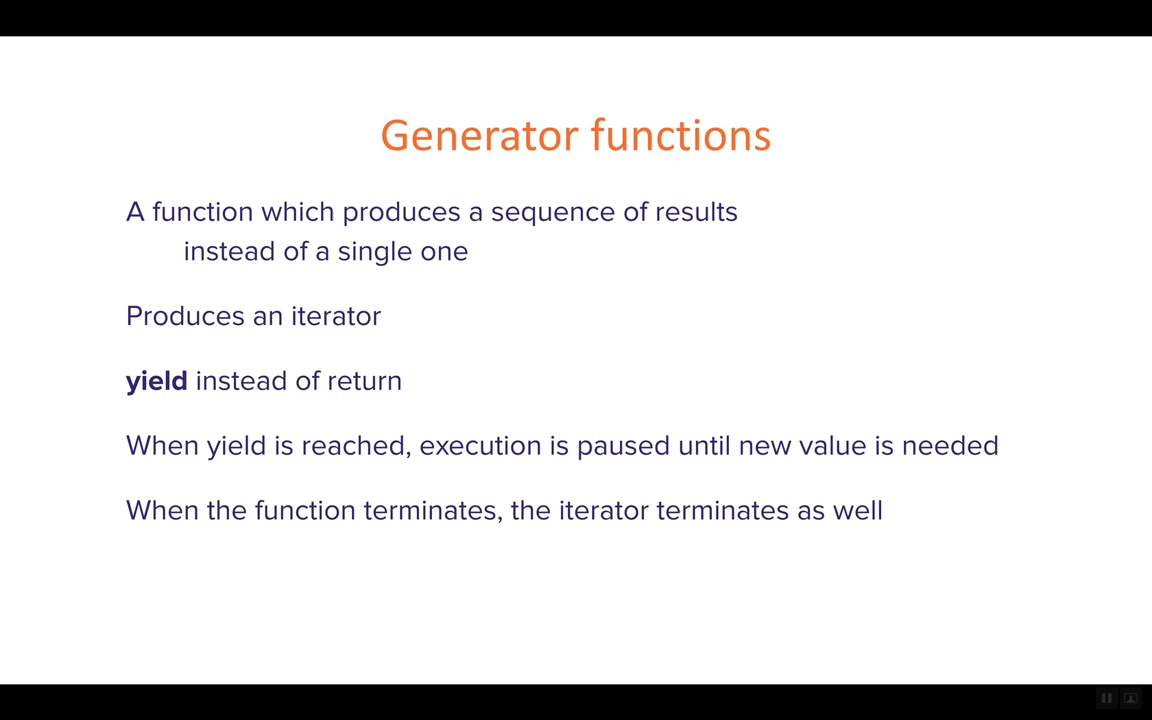 Generator functions
A function which produces a sequence of results
instead of a single one
Produces an iterator
yield instead of return
When yield is reached, execution is paused until new value is needed
When the function terminates, the iterator terminates as well